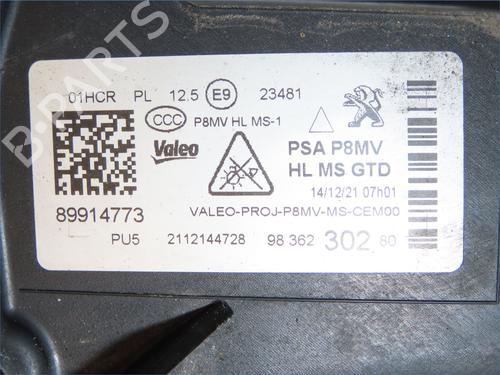 01HCR PL 12.5 E9 23481
CCC P8MV HL MS-1
Valeo
PSA P8MV
HL MS GTD
14/12/21 07h01
89914773
VALEO-PROJ-P8MV-MS-CEM00
PU5 2112144728 98 362 302 80
B-PARTS